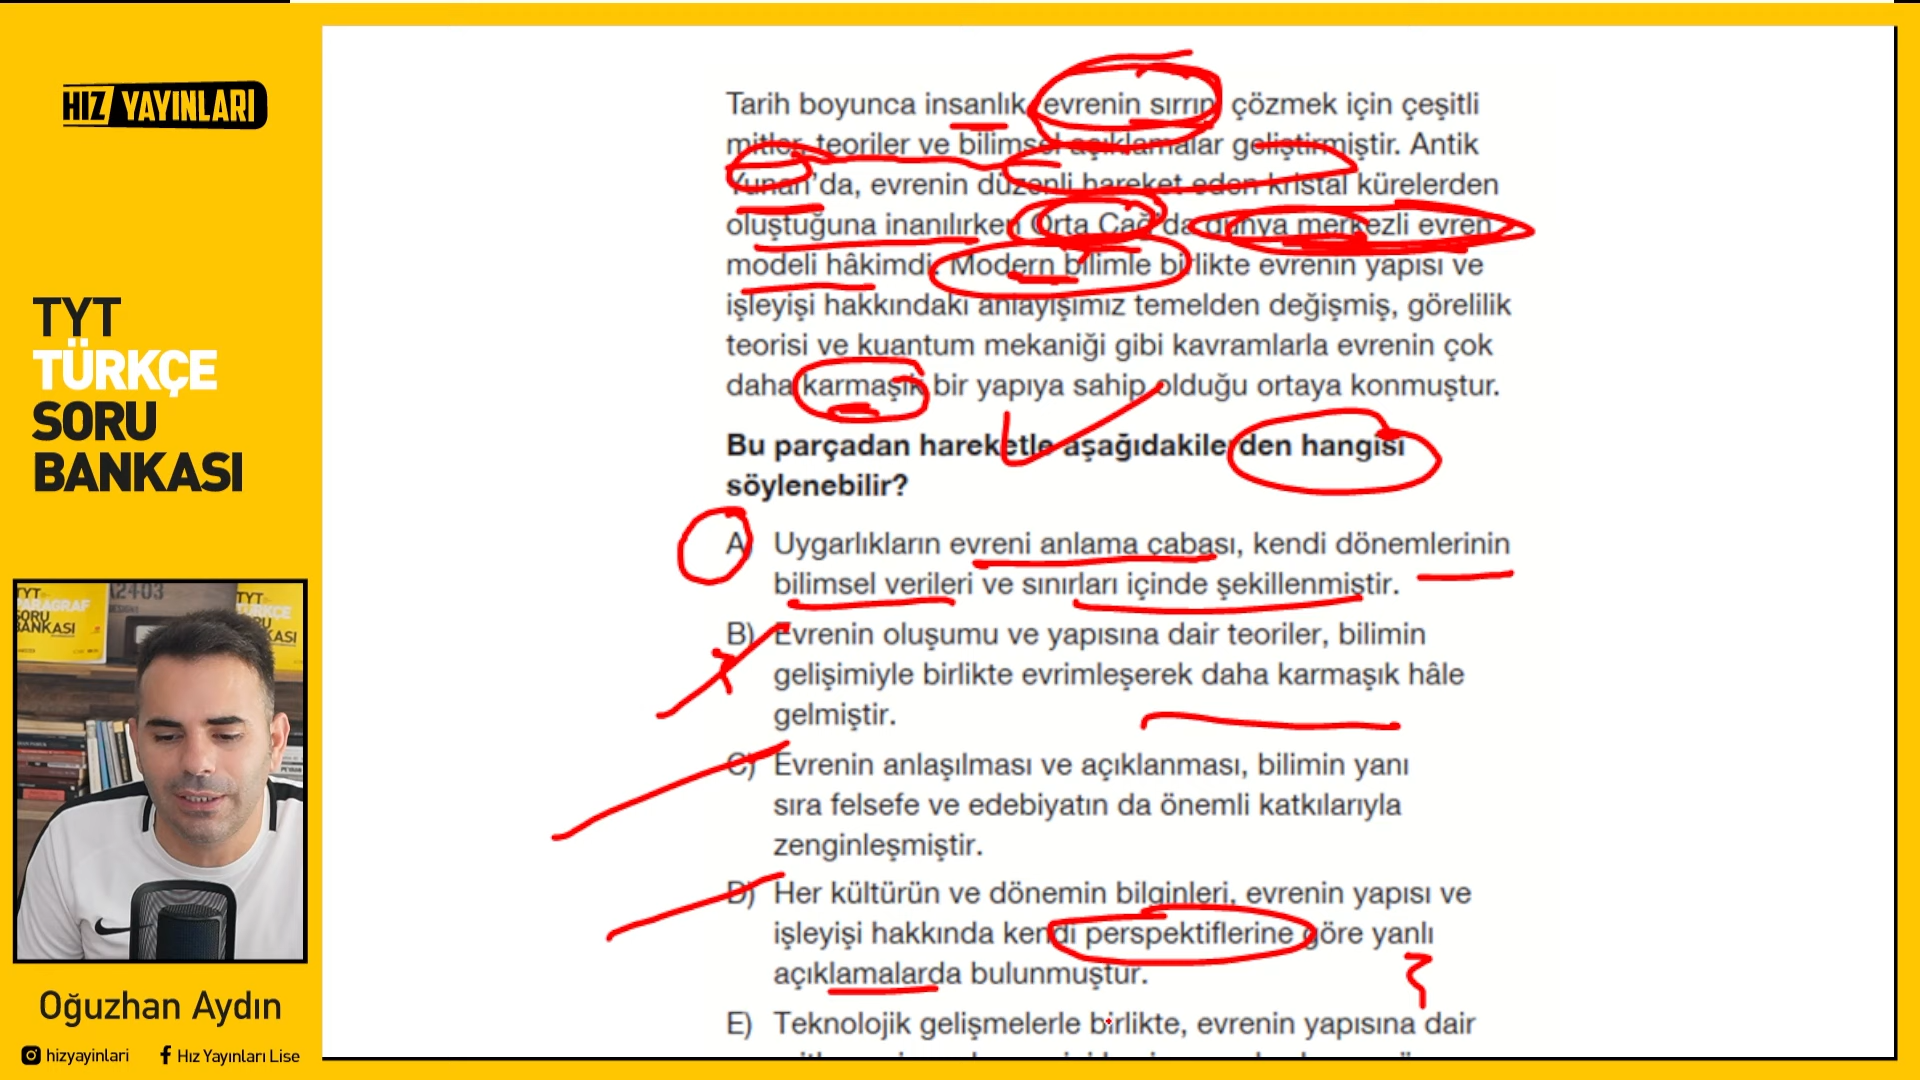 HIZ YAYINLARI
TYT
TÜRKÇE
SORU
BANKASI
Oğuzhan Aydın
hizyayinlari
Hız Yayınları Lise
Tarih boyunca insanlık, evrenin sırrını çözmek için çeşitli
mitler, teoriler ve bilimsel açıklamalar geliştirmiştir. Antik
Yunan'da, evrenin düzenli hareket eden kristal kürelerden
oluştuğuna inanılırken Orta Çağ'da dünya merkezli evren
modeli hâkimdi. Modern bilimle birlikte evrenin yapısı ve
işleyişi hakkındaki anlayışımız temelden değişmiş, görelilik
teorisi ve kuantum mekaniği gibi kavramlarla evrenin çok
daha karmaşık bir yapıya sahip olduğu ortaya konmuştur.
Bu parçadan hareketle aşağıdakilerden hangisi
söylenebilir?
A) Uygarlıkların evreni anlama çabası, kendi dönemlerinin
bilimsel verileri ve sınırları içinde şekillenmiştir.
B) Evrenin oluşumu ve yapısına dair teoriler, bilimin
gelişimiyle birlikte evrimleşerek daha karmaşık hâle
gelmiştir.
C) Evrenin anlaşılması ve açıklanması, bilimin yanı
sıra felsefe ve edebiyatın da önemli katkılarıyla
zenginleşmiştir.
D) Her kültürün ve dönemin bilginleri, evrenin yapısı ve
işleyişi hakkında kendi perspektiflerine göre yanlı
açıklamalarda bulunmuştur.
E) Teknolojik gelişmelerle birlikte, evrenin yapısına dair